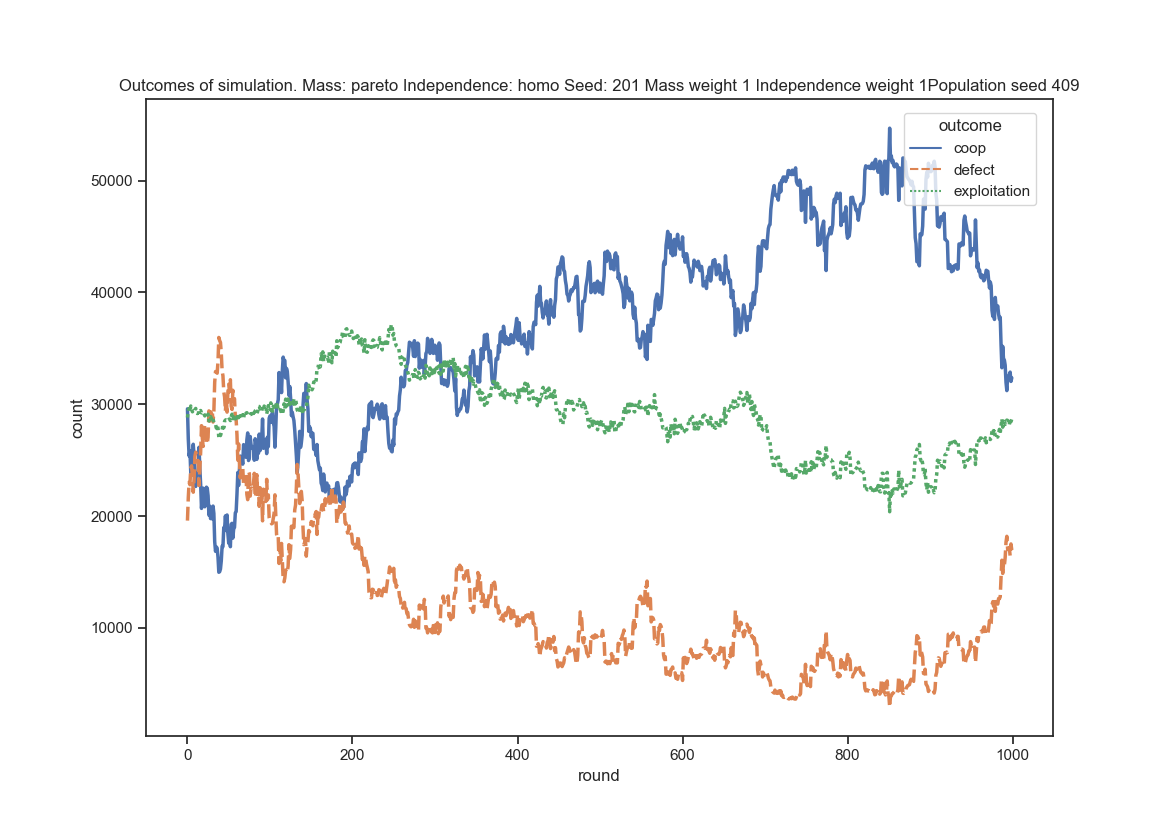 Outcomes of simulation. Mass: pareto Independence: homo Seed: 201 Mass weight 1 Independence weight 1Population seed 409
outcome
coop
defect
exploitation
count
50000
40000
30000
20000
10000
0
200
400
600
800
1000
round